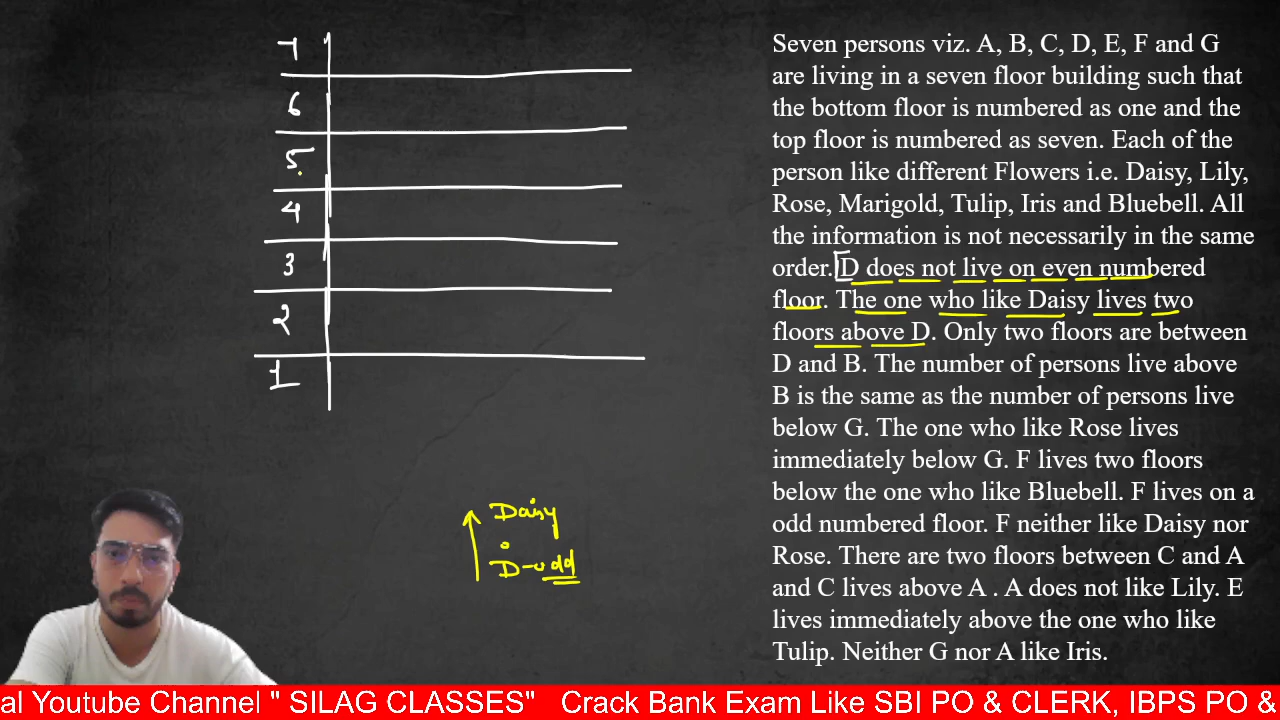 7
6
5
4
3
2
1
Daisy
D-odd
Seven persons viz. A, B, C, D, E, F and G
are living in a seven floor building such that
the bottom floor is numbered as one and the
top floor is numbered as seven. Each of the
person like different Flowers i.e. Daisy, Lily,
Rose, Marigold, Tulip, Iris and Bluebell. All
the information is not necessarily in the same
order. D does not live on even numbered
floor. The one who like Daisy lives two
floors above D. Only two floors are between
D and B. The number of persons live above
B is the same as the number of persons live
below G. The one who like Rose lives
immediately below G. F lives two floors
below the one who like Bluebell. F lives on a
odd numbered floor. F neither like Daisy nor
Rose. There are two floors between C and A
and C lives above A . A does not like Lily. E
lives immediately above the one who like
Tulip. Neither G nor A like Iris.
al Youtube Channel " SILAG CLASSES" Crack Bank Exam Like SBI PO & CLERK, IBPS PO &